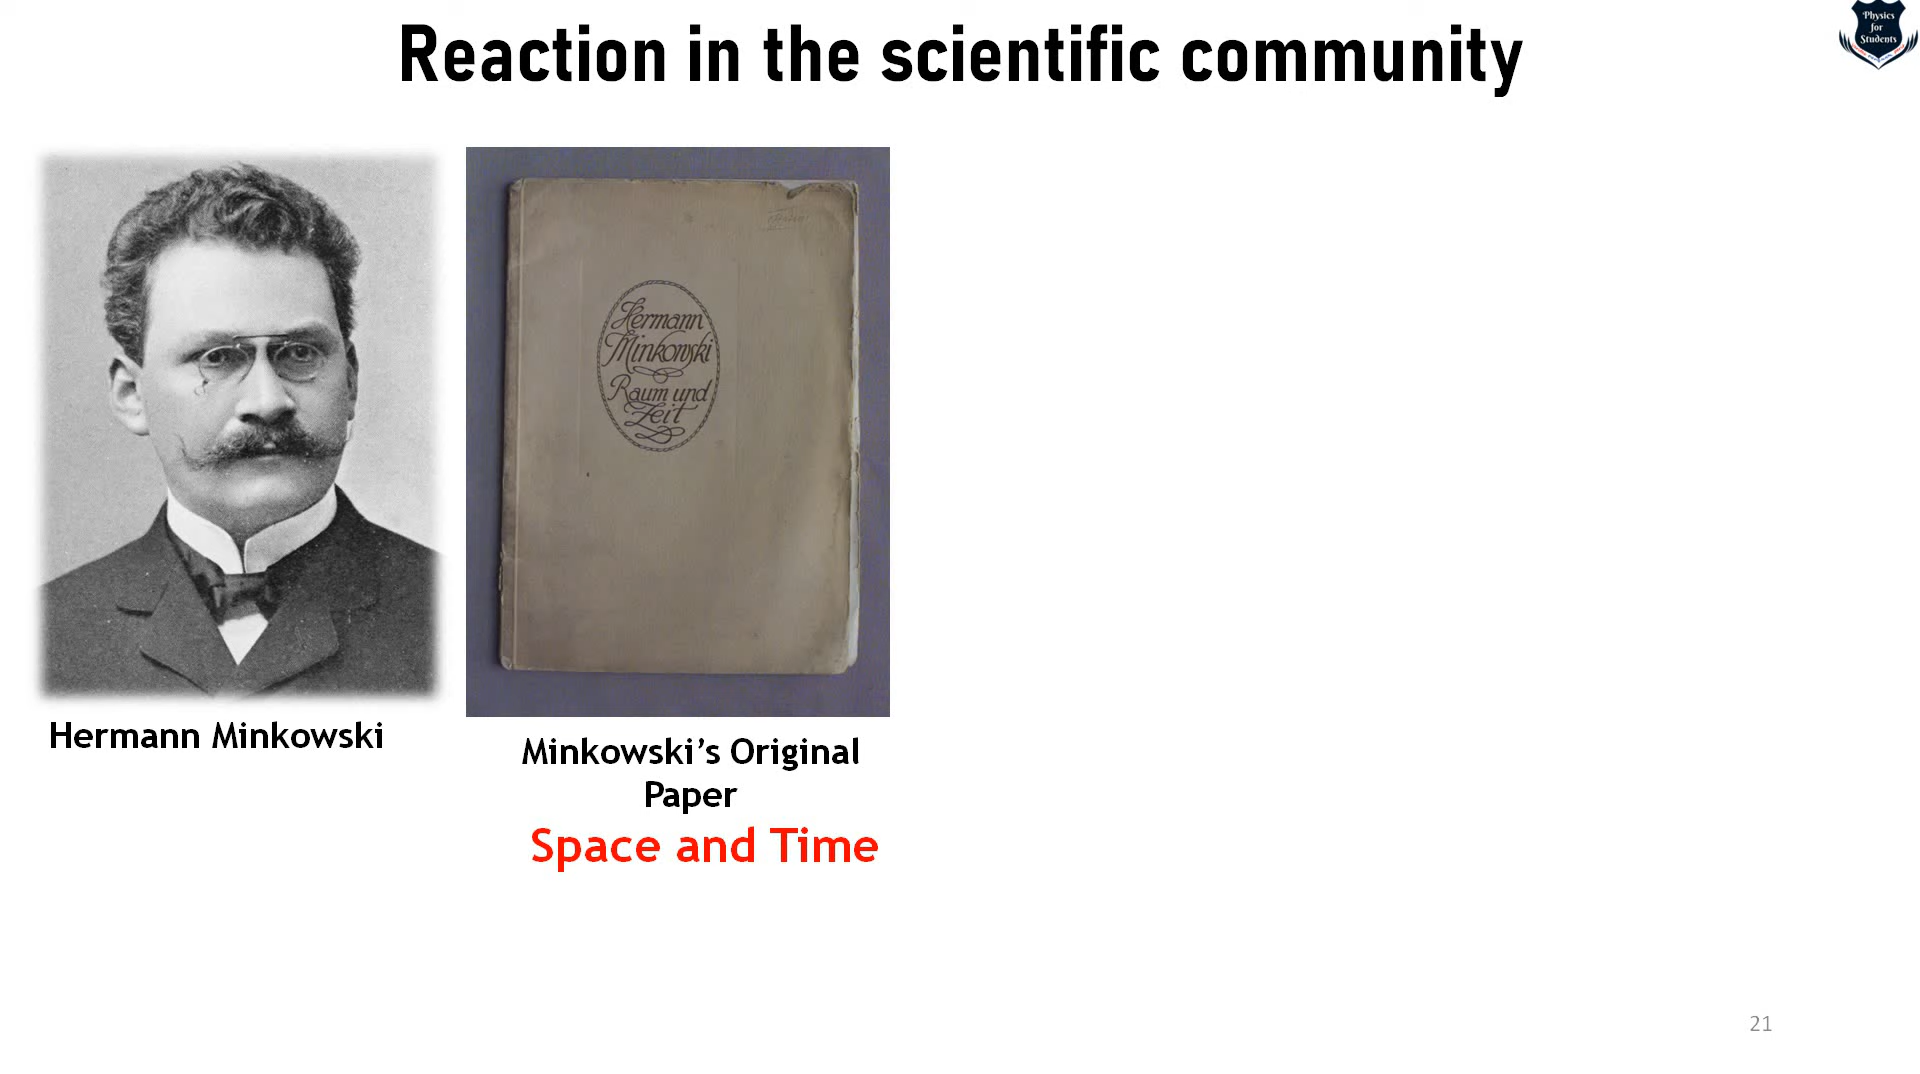 Reaction in the scientific community
Physics
for
Students
Hermann
Minkowski
Raum und
Zeit
Hermann Minkowski
Minkowski’s Original
Paper
Space and Time
21